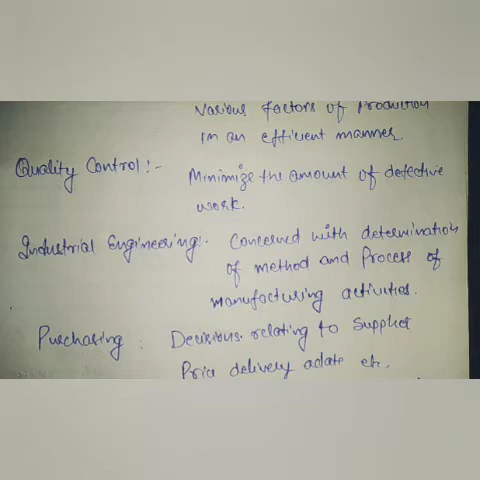 Various factors of Production
in an efficient manner.
Quality Control :- Minimize the amount of defective
work.
Industrial Engineering :- Concerned with determination
of method and Process of
manufacturing activities.
Purchasing : Decisions relating to Supplier
Price delivery adate etc.